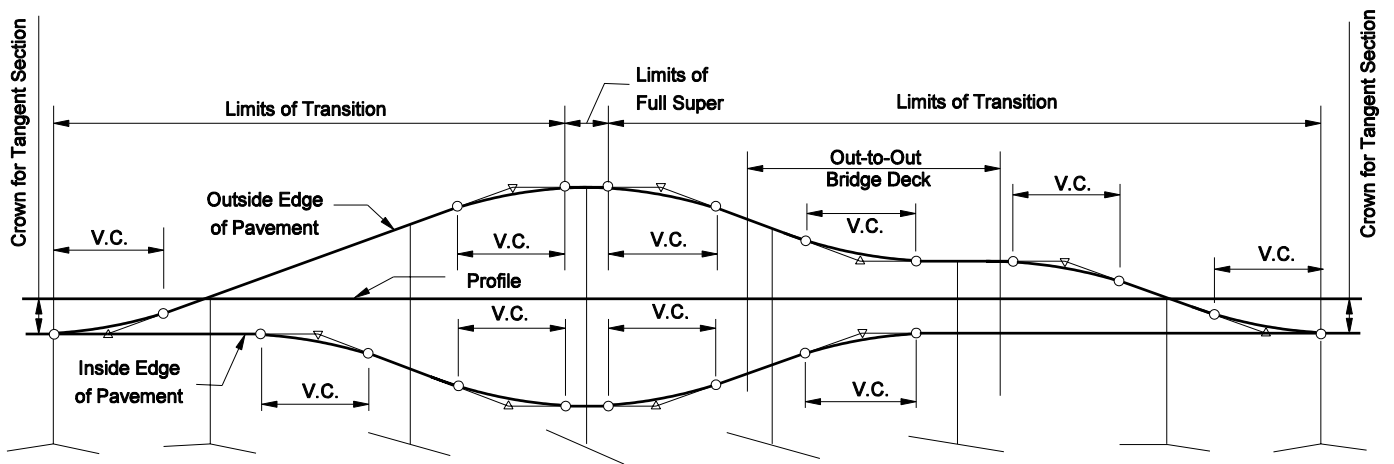 Crown for Tangent Section
Limits of
Full Super
Limits of Transition
Limits of Transition
Crown for Tangent Section
Out-to-Out
Bridge Deck
V.C.
Outside Edge
of Pavement
V.C.
V.C.
V.C.
V.C.
V.C.
Profile
V.C.
V.C.
Inside Edge
of Pavement
V.C.
V.C.